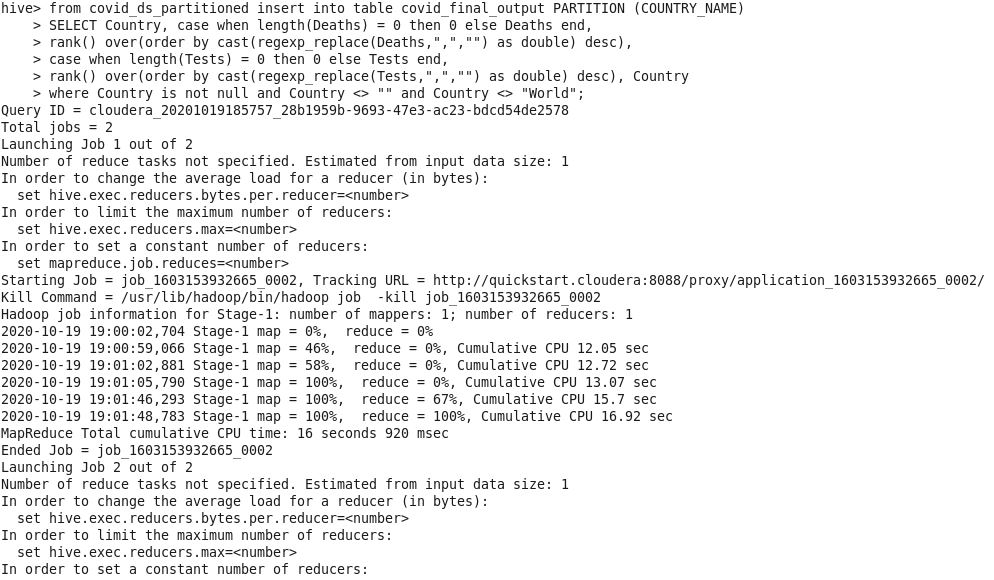 hive> from covid_ds_partitioned insert into table covid_final_output PARTITION (COUNTRY_NAME)
    > SELECT Country, case when length(Deaths) = 0 then 0 else Deaths end,
    > rank() over(order by cast(regexp_replace(Deaths,",","") as double) desc),
    > case when length(Tests) = 0 then 0 else Tests end,
    > rank() over(order by cast(regexp_replace(Tests,",","") as double) desc), Country
    > where Country is not null and Country <> "" and Country <> "World";
Query ID = cloudera_20201019185757_28b1959b-9693-47e3-ac23-bdcd54de2578
Total jobs = 2
Launching Job 1 out of 2
Number of reduce tasks not specified. Estimated from input data size: 1
In order to change the average load for a reducer (in bytes):
  set hive.exec.reducers.bytes.per.reducer=<number>
In order to limit the maximum number of reducers:
  set hive.exec.reducers.max=<number>
In order to set a constant number of reducers:
  set mapreduce.job.reduces=<number>
Starting Job = job_1603153932665_0002, Tracking URL = http://quickstart.cloudera:8088/proxy/application_1603153932665_0002/
Kill Command = /usr/lib/hadoop/bin/hadoop job  -kill job_1603153932665_0002
Hadoop job information for Stage-1: number of mappers: 1; number of reducers: 1
2020-10-19 19:00:02,704 Stage-1 map = 0%,  reduce = 0%
2020-10-19 19:00:59,066 Stage-1 map = 46%,  reduce = 0%, Cumulative CPU 12.05 sec
2020-10-19 19:01:02,881 Stage-1 map = 58%,  reduce = 0%, Cumulative CPU 12.72 sec
2020-10-19 19:01:05,790 Stage-1 map = 100%,  reduce = 0%, Cumulative CPU 13.07 sec
2020-10-19 19:01:46,293 Stage-1 map = 100%,  reduce = 67%, Cumulative CPU 15.7 sec
2020-10-19 19:01:48,783 Stage-1 map = 100%,  reduce = 100%, Cumulative CPU 16.92 sec
MapReduce Total cumulative CPU time: 16 seconds 920 msec
Ended Job = job_1603153932665_0002
Launching Job 2 out of 2
Number of reduce tasks not specified. Estimated from input data size: 1
In order to change the average load for a reducer (in bytes):
  set hive.exec.reducers.bytes.per.reducer=<number>
In order to limit the maximum number of reducers:
  set hive.exec.reducers.max=<number>
In order to set a constant number of reducers: